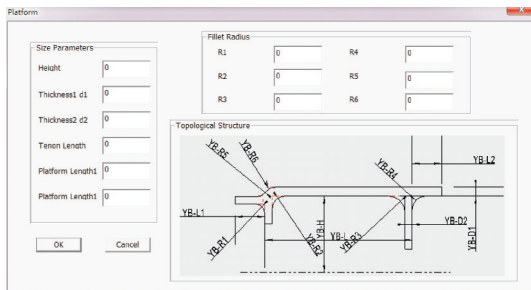 Platform
x
Size Parameters
Height 0
Thickness1 d1 0
Thickness2 d2 0
Tenon Length 0
Platform Length1 0
Platform Length1 0
OK Cancel
Fillet Radius
R1 0 R4 0
R2 0 R5 0
R3 0 R6 0
Topological Structure
YB-R5
YB-R6
YB-R4
YB-L2
YB-L1
YB-R1
YB-R2
YB-H
YB-L
YB-R3
YB-D2
YB-D1